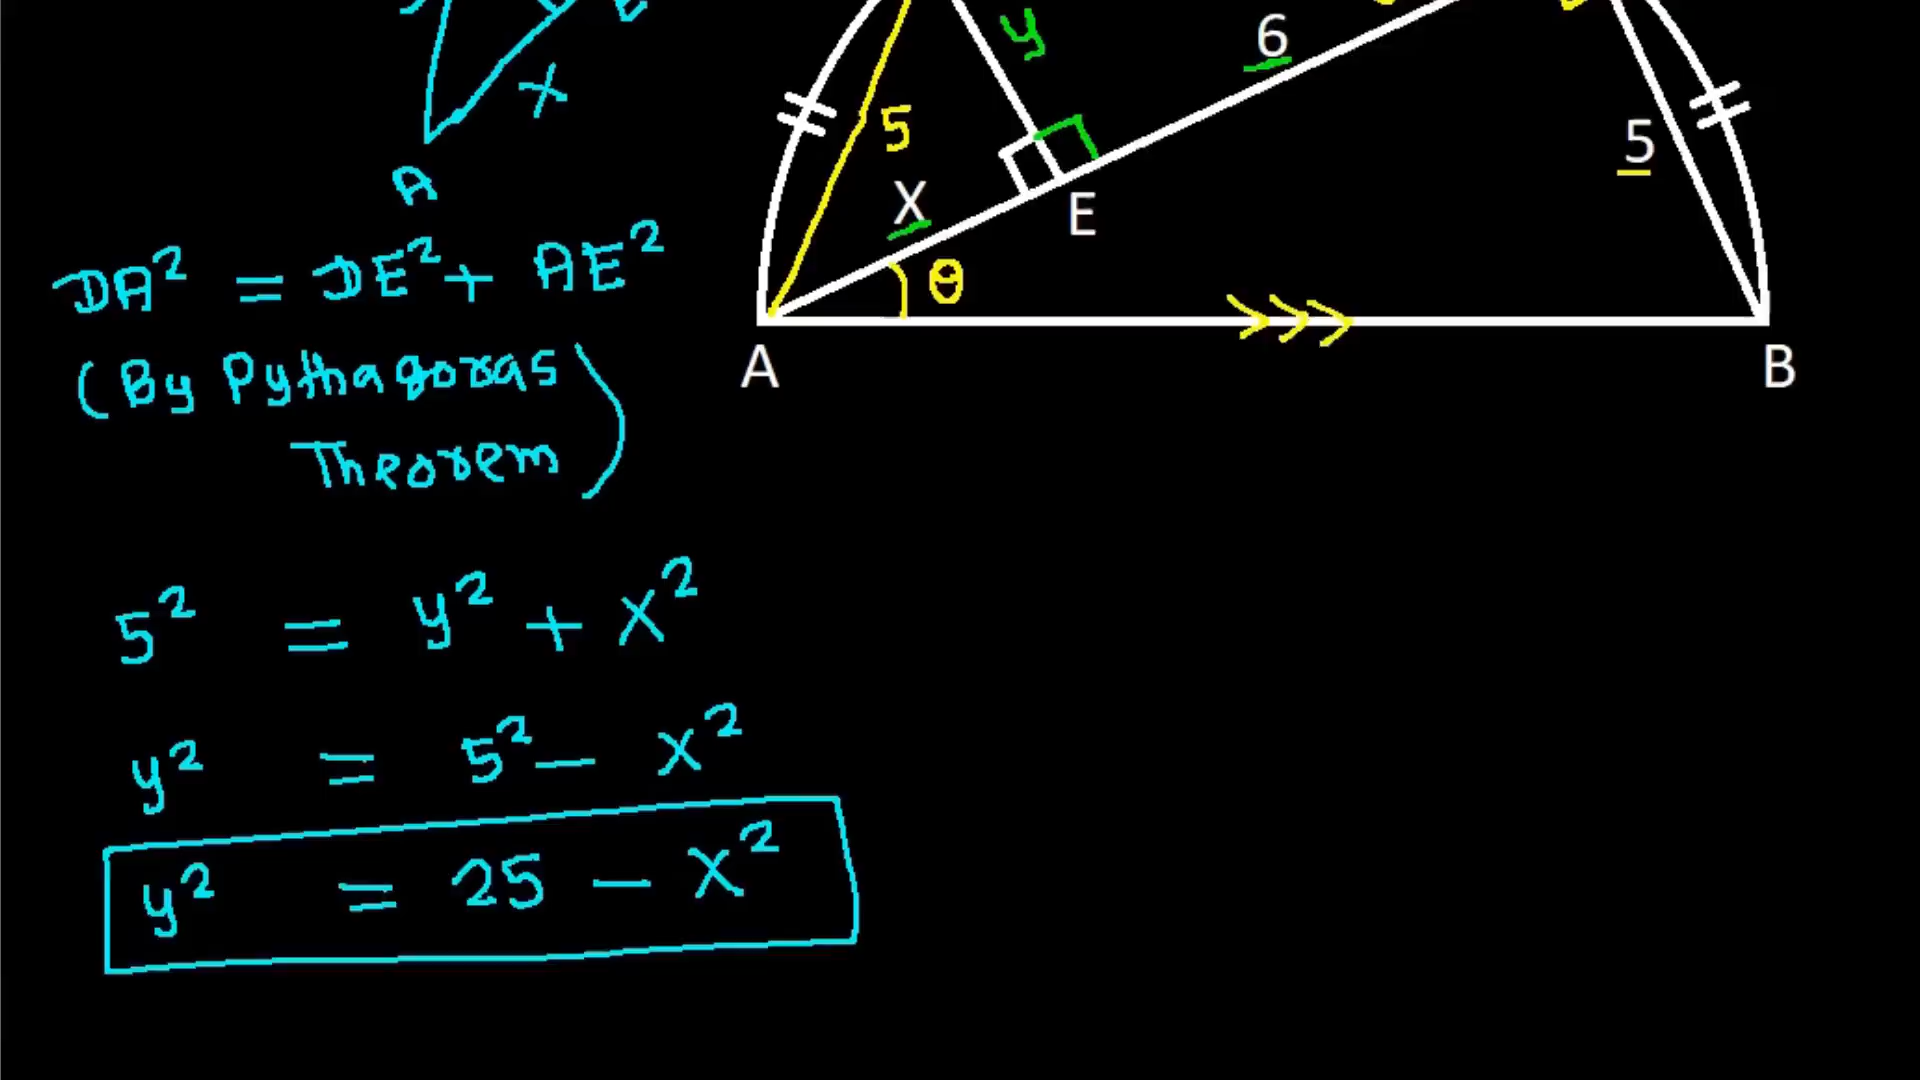 y
6
X
5
5
X
A
E
θ
DA² = DE² + AE²
A
B
(By Pythagoras
Theorem)
5² = y² + x²
y² = 5² - x²
y² = 25 - x²